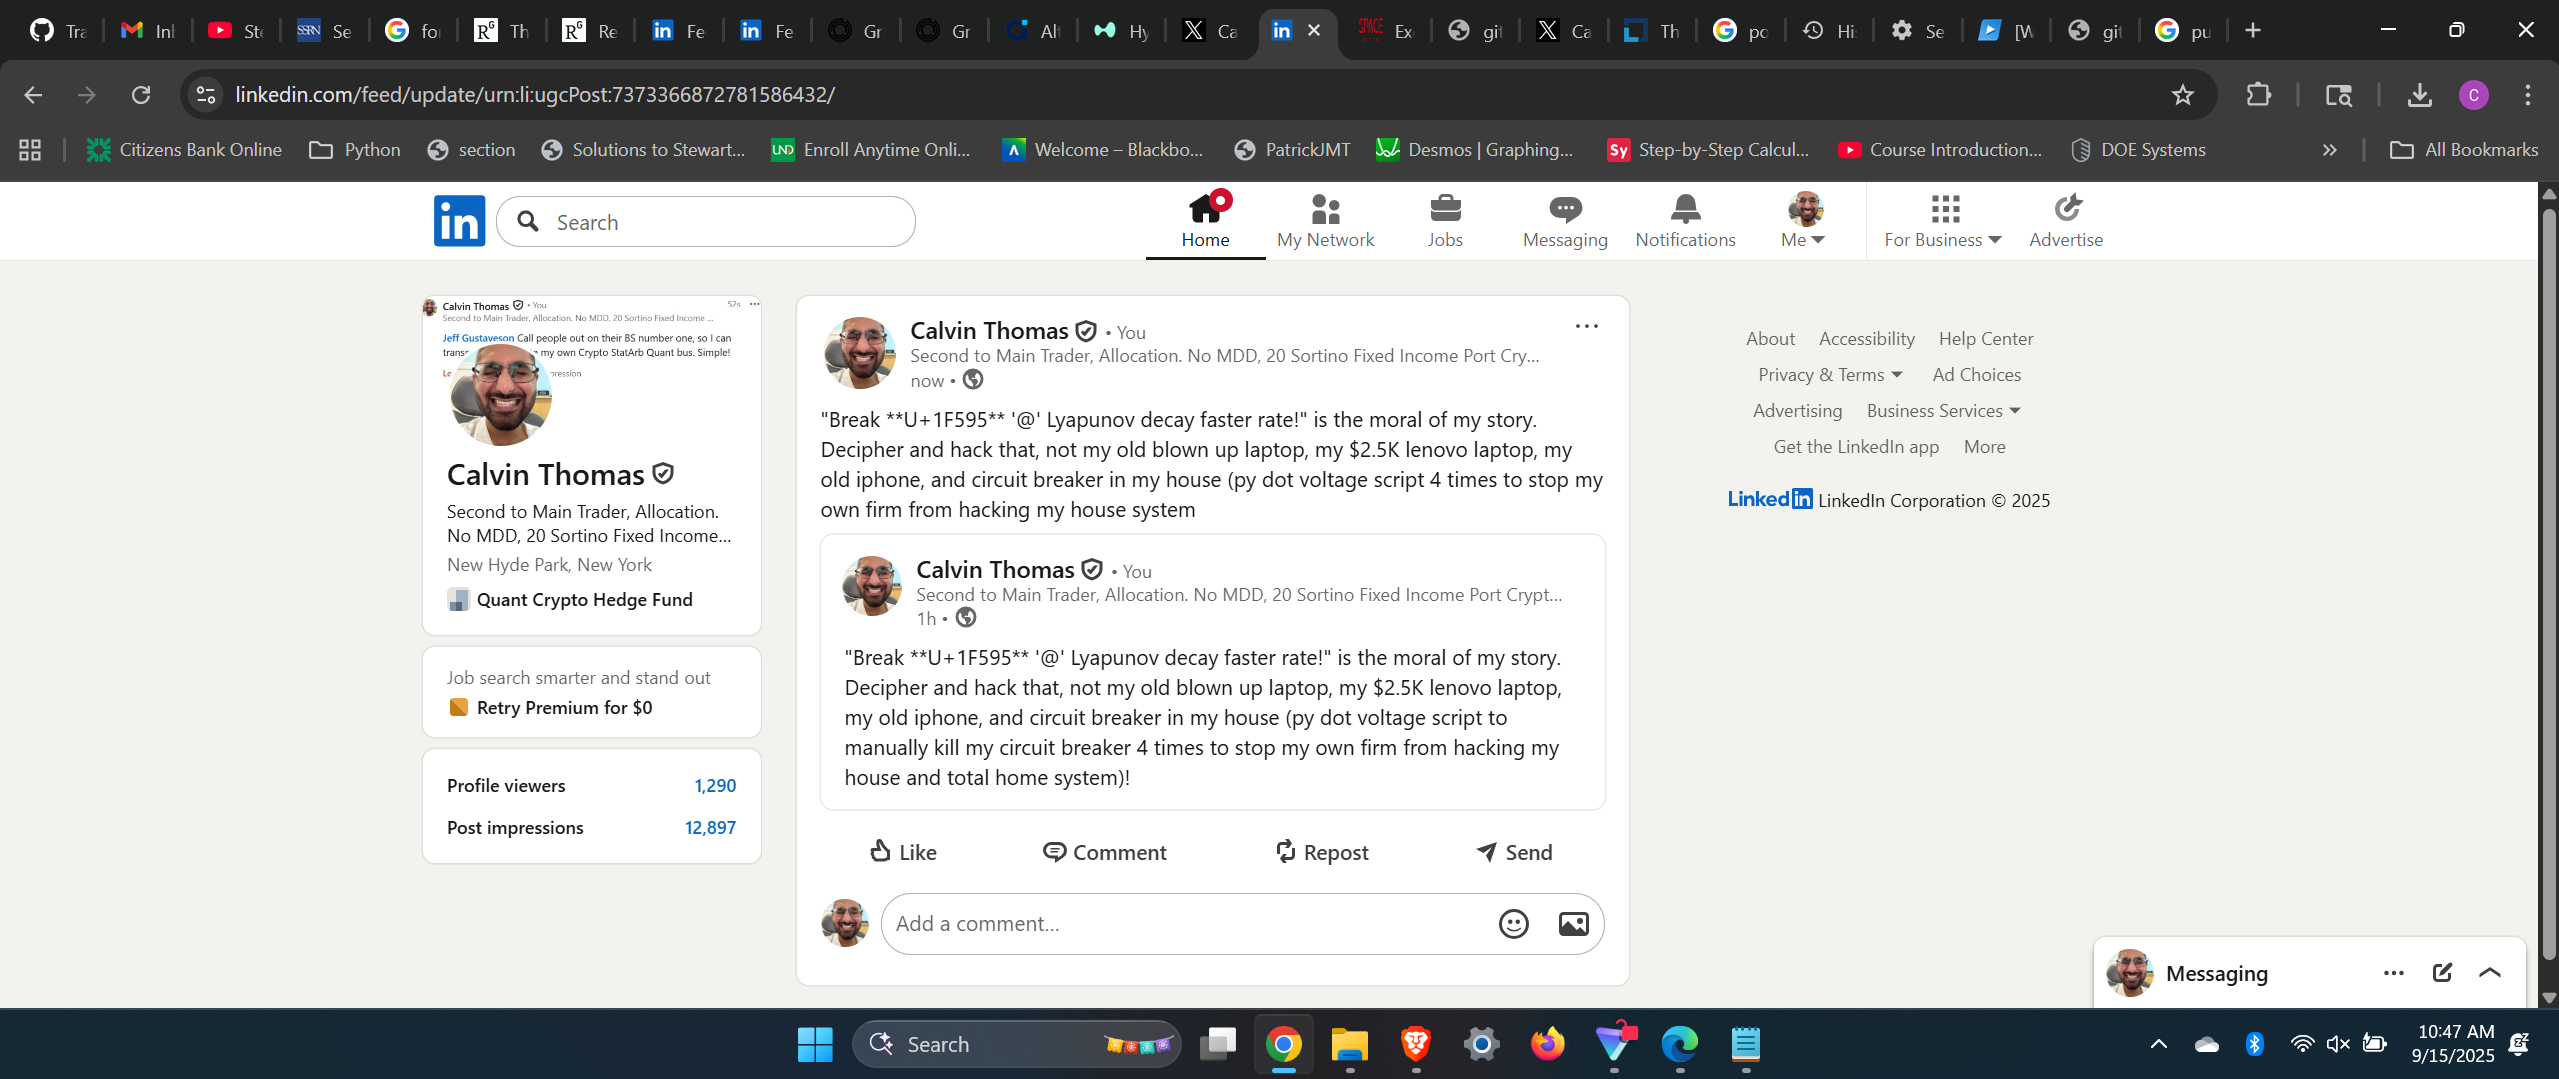 Tra
Inl
Ste
SSRN
Se
for
Th
Re
Fe
Fe
Gr
Gr
Alt
Hy
Ca
Ex
git
Ca
Th
po
His
Se
[W
git
pu
linkedin.com/feed/update/urn:li:ugcPost:7373366872781586432/
C
Citizens Bank Online
Python
section
Solutions to Stewart...
UND
Enroll Anytime Onli...
Welcome – Blackbo...
PatrickJMT
Desmos | Graphing...
Sy
Step-by-Step Calcul...
Course Introduction...
DOE Systems
All Bookmarks
in
Search
Home
My Network
Jobs
Messaging
Notifications
Me
For Business
Advertise
Calvin Thomas • You
52s
Second to Main Trader, Allocation. No MDD, 20 Sortino Fixed Income ...
Jeff Gustaveson Call people out on their BS number one, so I can
my own Crypto StatArb Quant bus. Simple!
Calvin Thomas
Second to Main Trader, Allocation.
No MDD, 20 Sortino Fixed Income...
New Hyde Park, New York
Quant Crypto Hedge Fund
Job search smarter and stand out
Retry Premium for $0
Profile viewers 1,290
Post impressions 12,897
Calvin Thomas • You
Second to Main Trader, Allocation. No MDD, 20 Sortino Fixed Income Port Cry...
now •
"Break **U+1F595** '@' Lyapunov decay faster rate!" is the moral of my story.
Decipher and hack that, not my old blown up laptop, my $2.5K lenovo laptop, my
old iphone, and circuit breaker in my house (py dot voltage script 4 times to stop my
own firm from hacking my house system
Calvin Thomas • You
Second to Main Trader, Allocation. No MDD, 20 Sortino Fixed Income Port Crypt...
1h •
"Break **U+1F595** '@' Lyapunov decay faster rate!" is the moral of my story.
Decipher and hack that, not my old blown up laptop, my $2.5K lenovo laptop,
my old iphone, and circuit breaker in my house (py dot voltage script to
manually kill my circuit breaker 4 times to stop my own firm from hacking my
house and total home system)!
Like
Comment
Repost
Send
Add a comment...
About Accessibility Help Center
Privacy & Terms Ad Choices
Advertising Business Services
Get the LinkedIn app More
LinkedIn LinkedIn Corporation © 2025
Messaging
Search
10:47 AM
9/15/2025